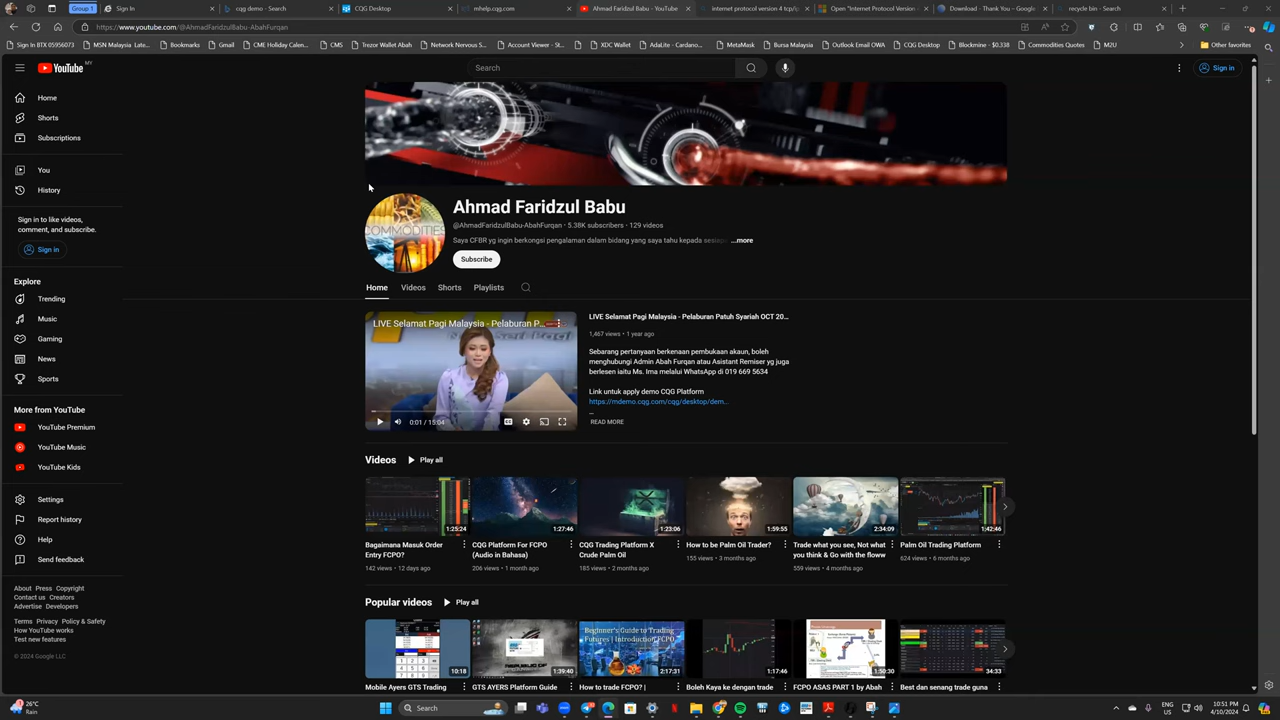 Group 1
Sign In
cqg demo - Search
CQG Desktop
mhelp.cqg.com
Ahmad Faridzul Babu - YouTube
internet protocol version 4 tcp/ip
Open "Internet Protocol Version
Download - Thank You – Google
recycle bin - Search
https://www.youtube.com/@AhmadFaridzulBabu-AbahFurqan
Sign In BTX 05956073
MSN Malaysia Late...
Bookmarks
Gmail
CME Holiday Calen...
CMS
Trezor Wallet Abah
Network Nerds Acc...
Account Viewer - St...
XDC Wallet
AdaLite - Cardano...
MetaMask
Bursa Malaysia
Outlook Email OWA
CQG Desktop
Blockmine - $0.338
Commodities Quotes
M2U
Other favorites
YouTube MY
Search
Sign in
Home
Shorts
Subscriptions
You
History
Sign in to like videos,
comment, and subscribe.
Sign in
Explore
Trending
Music
Gaming
News
Sports
More from YouTube
YouTube Premium
YouTube Music
YouTube Kids
Settings
Report history
Help
Send feedback
About Press Copyright
Contact us Creators
Advertise Developers
Terms Privacy Policy & Safety
How YouTube works
Test new features
© 2024 Google LLC
COMMODITIES
Ahmad Faridzul Babu
@AhmadFaridzulBabu-AbahFurqan · 5.38K subscribers · 129 videos
Saya CFBR yg ingin berkongsi pengalaman dalam bidang yang saya tahu kepada ...more
Subscribe
Home Videos Shorts Playlists
LIVE Selamat Pagi Malaysia - Pelaburan P...
0:01 / 15:04
LIVE Selamat Pagi Malaysia - Pelaburan Patuh Syariah OCT 20...
1,467 views • 1 year ago
Sebarang pertanyaan berkenaan pembukaan akaun, boleh
menghubungi Admin Abah Furqan atau Asistant Remiser yg juga
berlesen iaitu Ms. Irna melalui WhatsApp di 019 669 5634
Link untuk apply demo CQG Platform
https://mdemo.cqg.com/cqg/desktop/dem...
...
READ MORE
Videos
Play all
1:25:24
1:27:46
1:23:06
1:59:55
2:34:09
1:42:46
Bagaimana Masuk Order
Entry FCPO?
142 views • 12 days ago
CQG Platform For FCPO
(Audio in Bahasa)
206 views • 1 month ago
CQG Trading Platform X
Crude Palm Oil
185 views • 2 months ago
How to be Palm Oil Trader?
155 views • 3 months ago
Trade what you see, Not what
you think & Go with the floww
559 views • 4 months ago
Palm Oil Trading Platform
624 views • 6 months ago
Popular videos
Play all
10:18
1:39:40
Beginner's Guide to Trading
Futures | Introduction FCPO
2:17:31
1:17:46
1:50:30
34:33
Mobile Ayers GTS Trading
GTS AYERS Platform Guide
How to trade FCPO? |
Boleh Kaya ke dengan trade
FCPO ASAS PART 1 by Abah
Best dan senang trade guna
26°C
Rain
Search
ENG
US
10:51 PM
4/10/2024